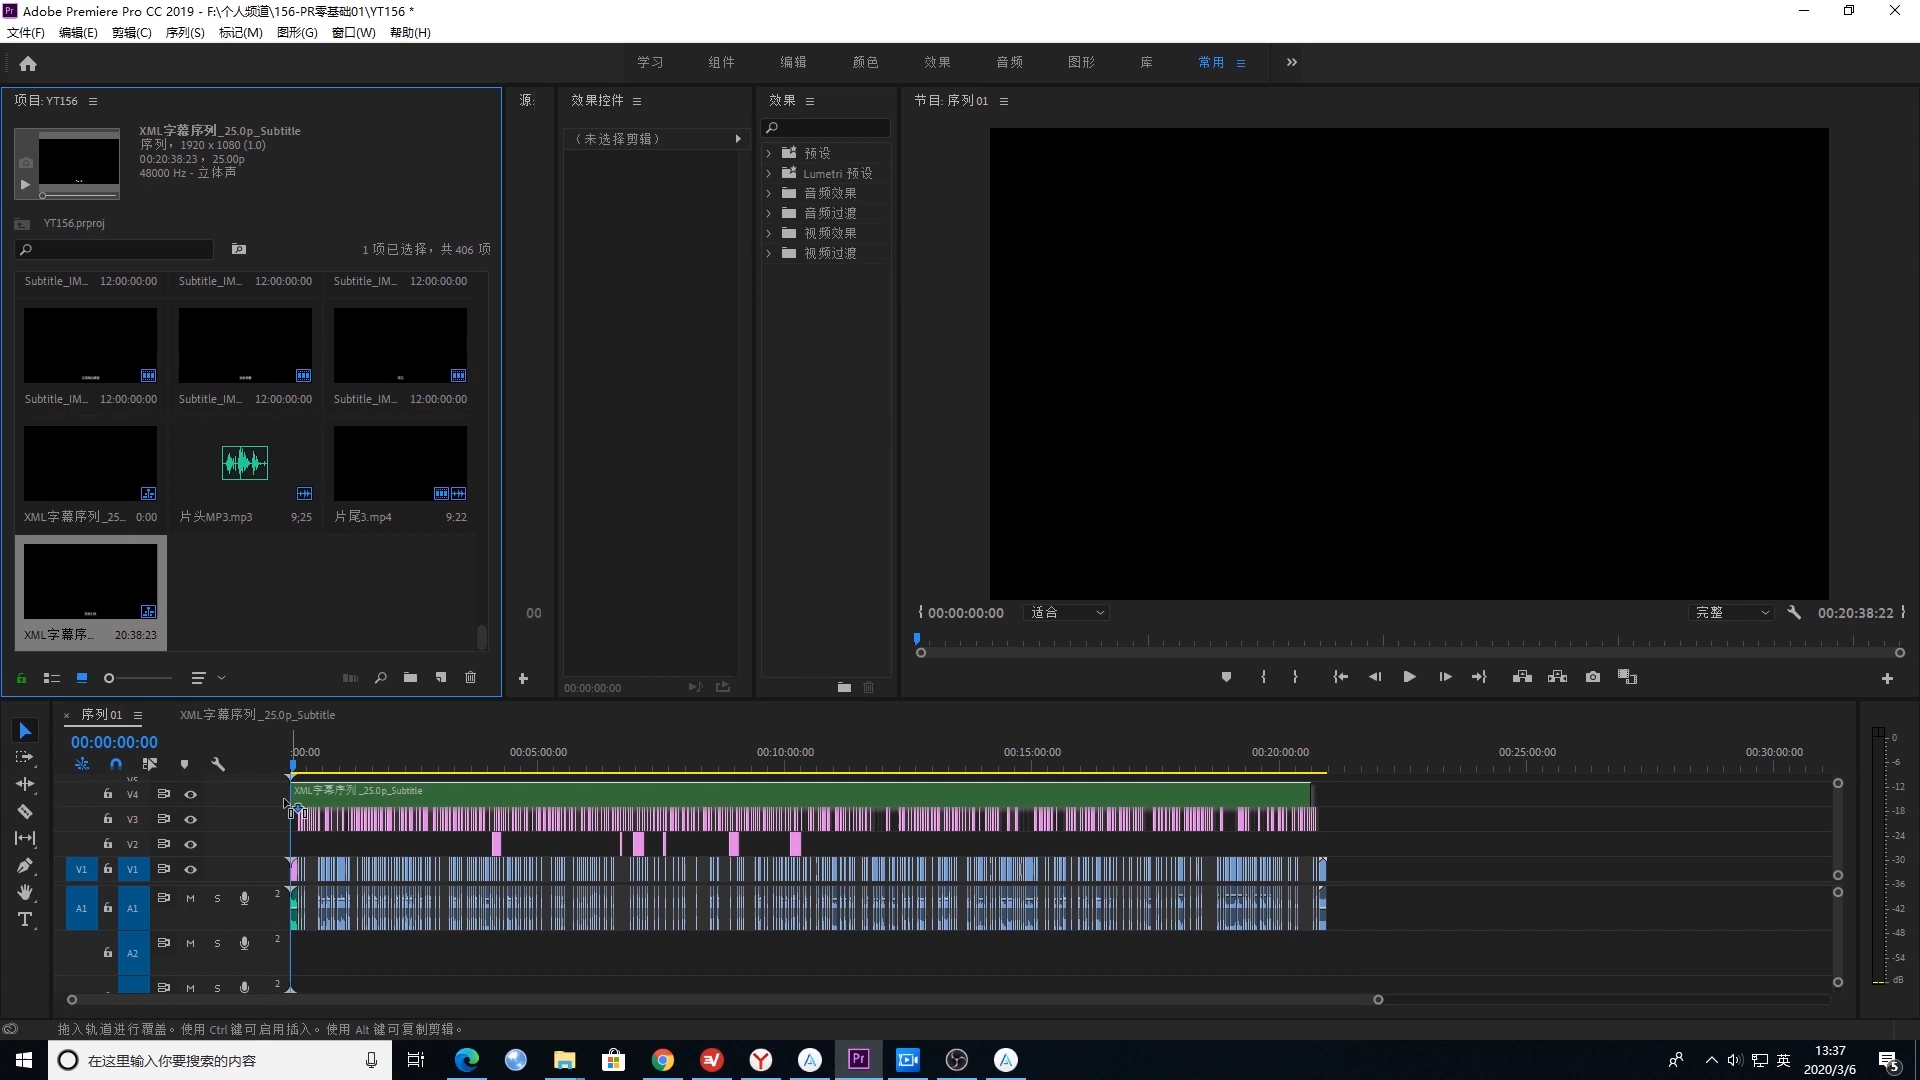 Adobe Premiere Pro CC 2019 - F:\个人频道\156-PR零基础01\YT156 *
文件(F) 编辑(E) 剪辑(C) 序列(S) 标记(M) 图形(G) 窗口(W) 帮助(H)
学习 组件 编辑 颜色 效果 音频 图形 库 常用
项目: YT156
源:
效果控件
效果
节目: 序列 01
XML字幕序列_25.0p_Subtitle
序列, 1920 x 1080 (1.0)
00:20:38:23, 25.00p
48000 Hz - 立体声
(未选择剪辑)
预设
Lumetri 预设
音频效果
音频过渡
视频效果
视频过渡
YT156.prproj
1 项已选择,共 406 项
Subtitle_IM... 12:00:00:00 Subtitle_IM... 12:00:00:00 Subtitle_IM... 12:00:00:00
Subtitle_IM... 12:00:00:00 Subtitle_IM... 12:00:00:00 Subtitle_IM... 12:00:00:00
XML字幕序列_25... 0:00 片头MP3.mp3 9;25 片尾3.mp4 9:22
XML字幕序... 20:38:23
00
00:00:00:00 适合 完整 00:20:38:22
00:00:00:00
× 序列 01 XML字幕序列_25.0p_Subtitle
00:00:00:00
:00:00 00:05:00:00 00:10:00:00 00:15:00:00 00:20:00:00 00:25:00:00 00:30:00:00
V5
V4 XML字幕序列_25.0p_Subtitle
V3
V2
V1 V1
A1 A1 M S 2
A2 M S 2
M S 2
0
-6
-12
-18
-24
-30
-36
-42
-48
-54
dB
拖入轨道进行覆盖。使用 Ctrl 键可启用插入。使用 Alt 键可复制剪辑。
在这里输入你要搜索的内容
Pr
英
13:37
2020/3/6
5